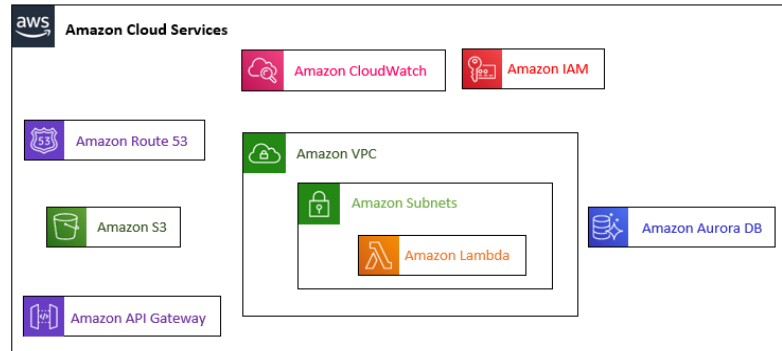 aws
Amazon Cloud Services
Amazon CloudWatch
Amazon IAM
53
Amazon Route 53
Amazon VPC
Amazon Subnets
Amazon S3
Amazon Aurora DB
Amazon Lambda
</>
Amazon API Gateway